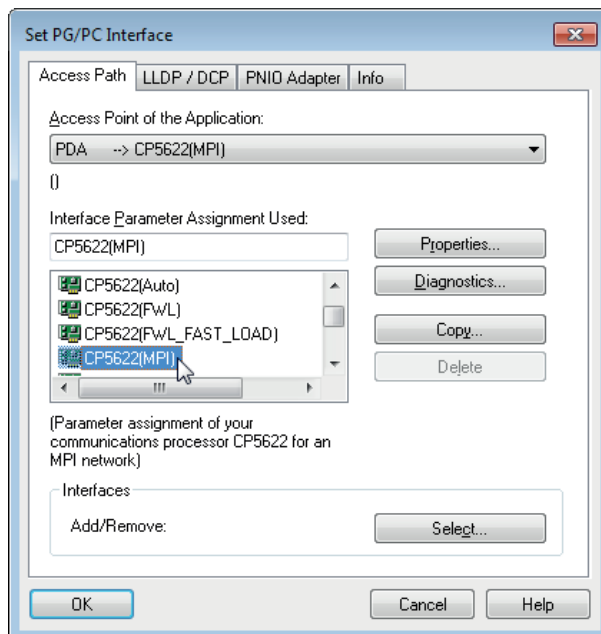 Set PG/PC Interface
Access Path LLDP / DCP PNIO Adapter Info
Access Point of the Application:
PDA --> CP5622(MPI)
()
Interface Parameter Assignment Used:
CP5622(MPI)
Properties...
CP5622(Auto)
Diagnostics...
CP5622(FWL)
CP5622(FWL_FAST_LOAD)
Copy...
CP5622(MPI)
Delete
(Parameter assignment of your
communications processor CP5622 for an
MPI network)
Interfaces
Add/Remove:
Select...
OK
Cancel
Help